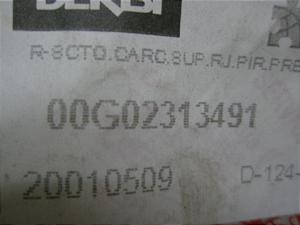 DERBI
R-8CTO.CARC.SUP.RJ.PIR.PRE
00G02313491
20010509 D-124-